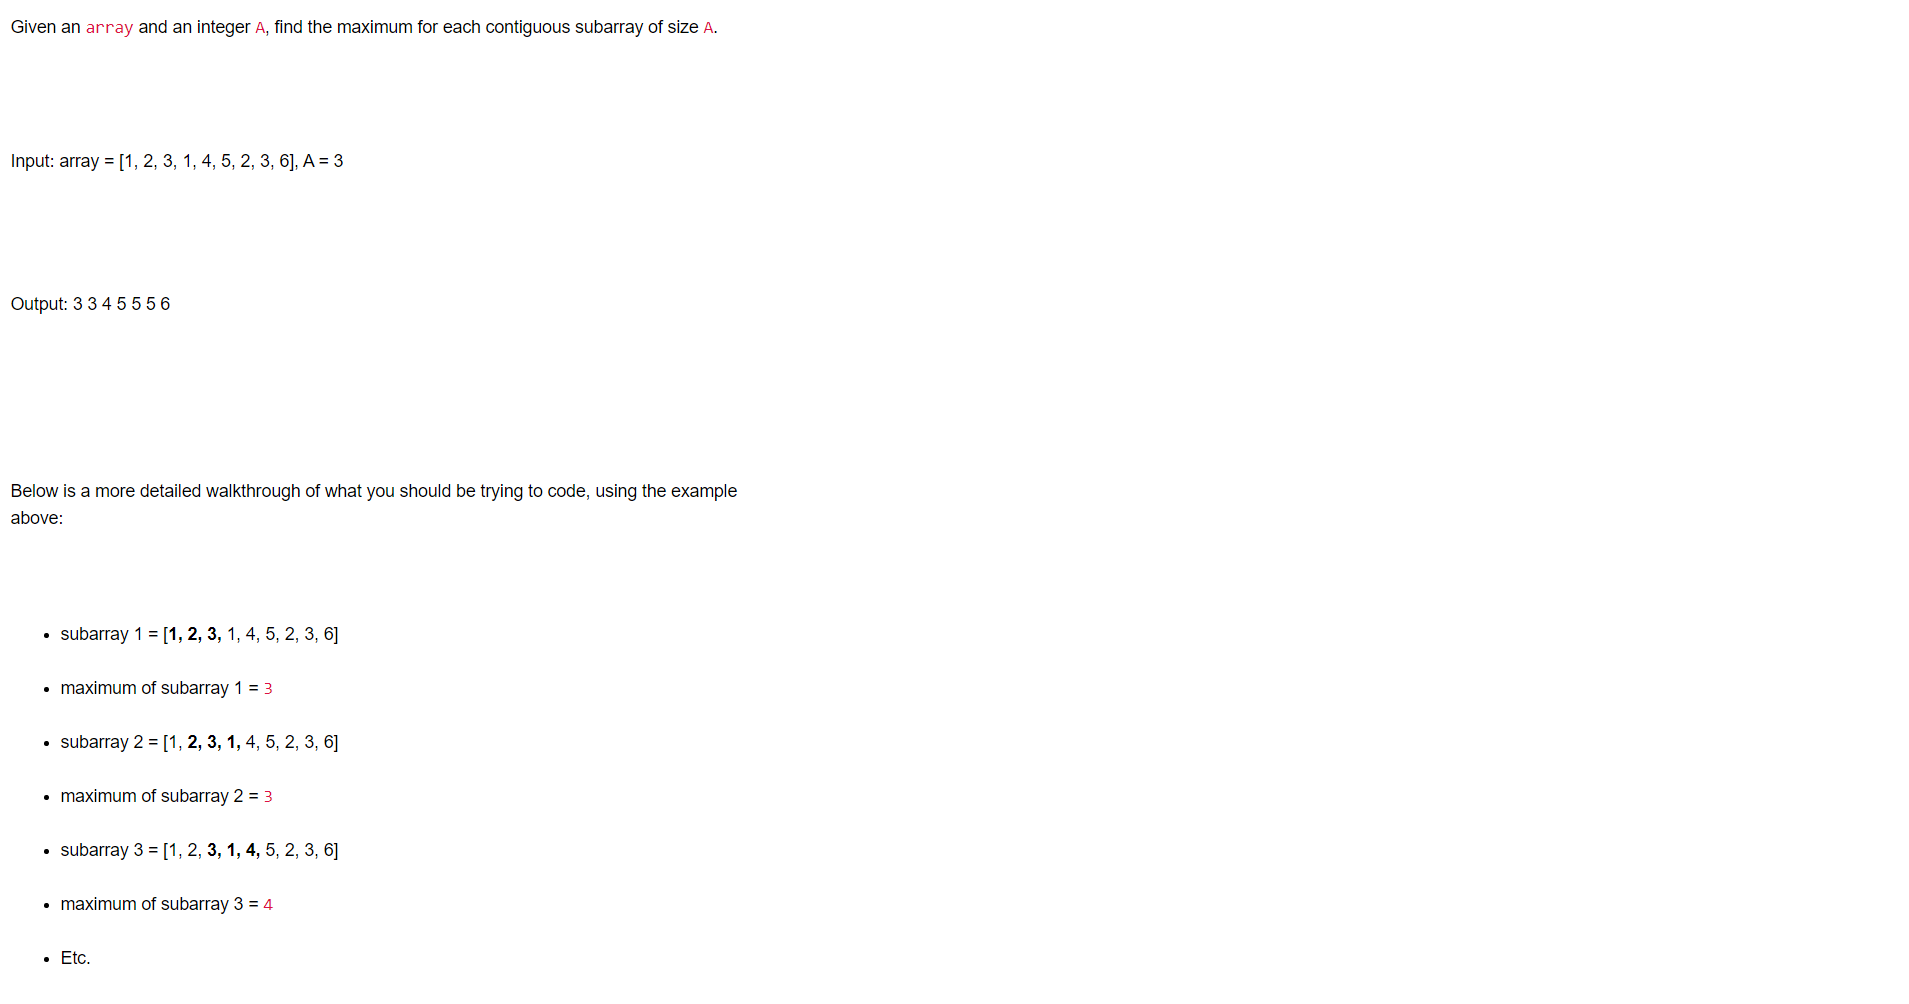 Given an array and an integer A, find the maximum for each contiguous subarray of size A.
Input: array = [1, 2, 3, 1, 4, 5, 2, 3, 6], A = 3
Output: 3 3 4 5 5 5 6
Below is a more detailed walkthrough of what you should be trying to code, using the example
above:
• subarray 1 = [1, 2, 3, 1, 4, 5, 2, 3, 6]
• maximum of subarray 1 = 3
• subarray 2 = [1, 2, 3, 1, 4, 5, 2, 3, 6]
• maximum of subarray 2 = 3
• subarray 3 = [1, 2, 3, 1, 4, 5, 2, 3, 6]
• maximum of subarray 3 = 4
• Etc.